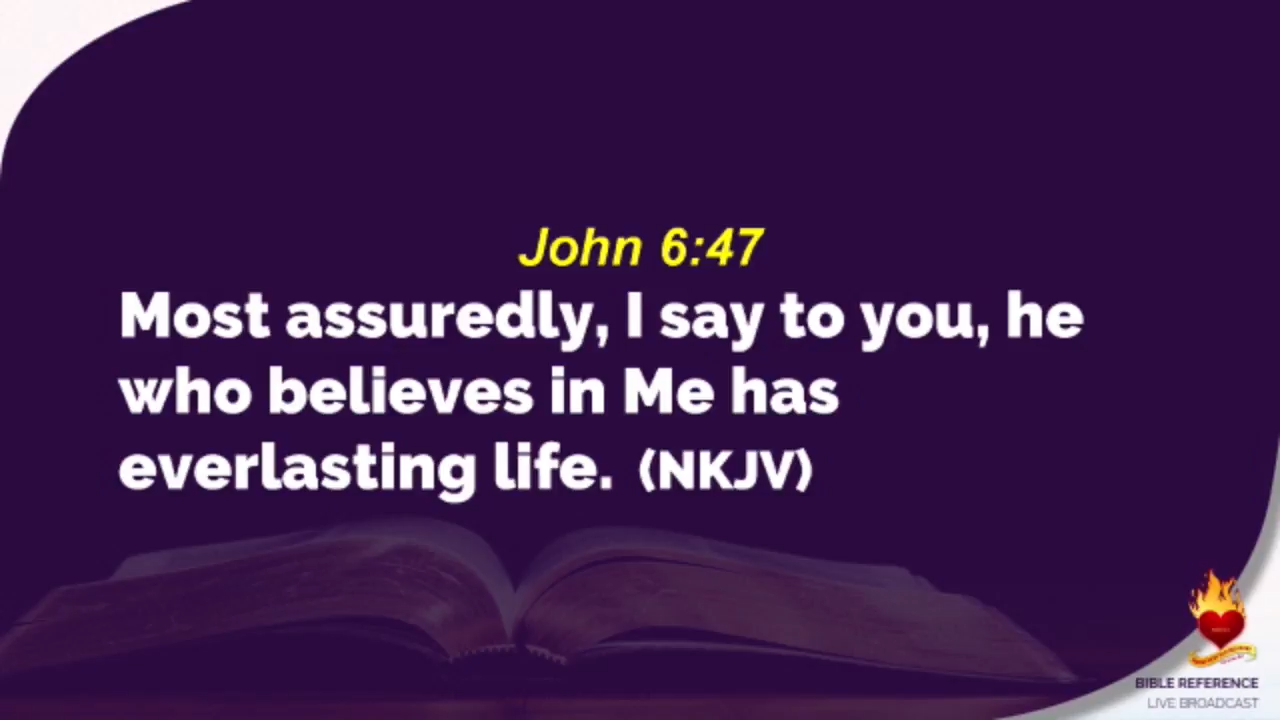 John 6:47
Most assuredly, I say to you, he
who believes in Me has
everlasting life. (NKJV)
BIBLE REFERENCE
LIVE BROADCAST